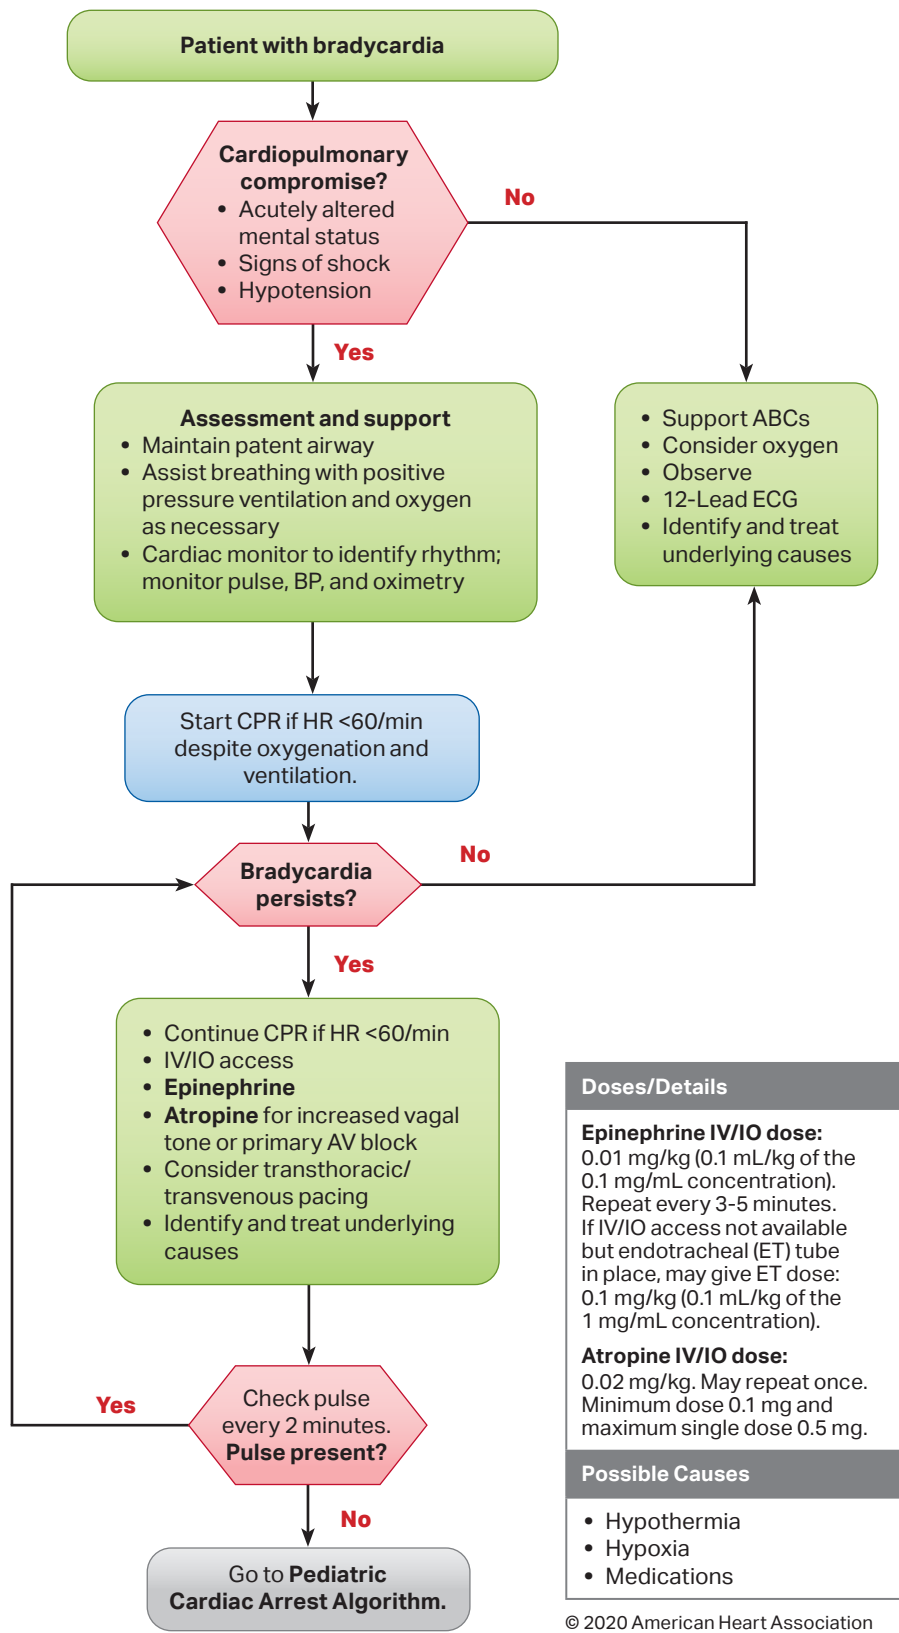 Patient with bradycardia
Cardiopulmonary
compromise?
• Acutely altered
mental status
• Signs of shock
• Hypotension
No
Yes
Assessment and support
• Maintain patent airway
• Assist breathing with positive
pressure ventilation and oxygen
as necessary
• Cardiac monitor to identify rhythm;
monitor pulse, BP, and oximetry
• Support ABCs
• Consider oxygen
• Observe
• 12-Lead ECG
• Identify and treat
underlying causes
Start CPR if HR <60/min
despite oxygenation and
ventilation.
Bradycardia
persists?
No
Yes
• Continue CPR if HR <60/min
• IV/IO access
• Epinephrine
• Atropine for increased vagal
tone or primary AV block
• Consider transthoracic/
transvenous pacing
• Identify and treat underlying
causes
Check pulse
every 2 minutes.
Pulse present?
Yes
No
Go to Pediatric
Cardiac Arrest Algorithm.
Doses/Details
Epinephrine IV/IO dose:
0.01 mg/kg (0.1 mL/kg of the
0.1 mg/mL concentration).
Repeat every 3-5 minutes.
If IV/IO access not available
but endotracheal (ET) tube
in place, may give ET dose:
0.1 mg/kg (0.1 mL/kg of the
1 mg/mL concentration).
Atropine IV/IO dose:
0.02 mg/kg. May repeat once.
Minimum dose 0.1 mg and
maximum single dose 0.5 mg.
Possible Causes
• Hypothermia
• Hypoxia
• Medications
© 2020 American Heart Association